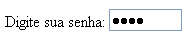 Digite sua senha: ••••